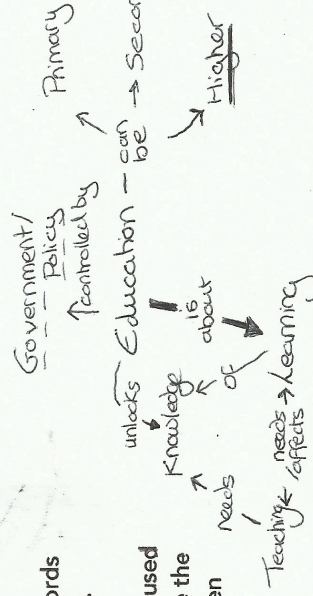 ords
.
used
e the
en
Government/
Policy
controlled by
Education
can
be
Primary
Secon
Higher
unlocks
Knowledge
is
about
of
needs
Teaching
needs
/affects
Learning